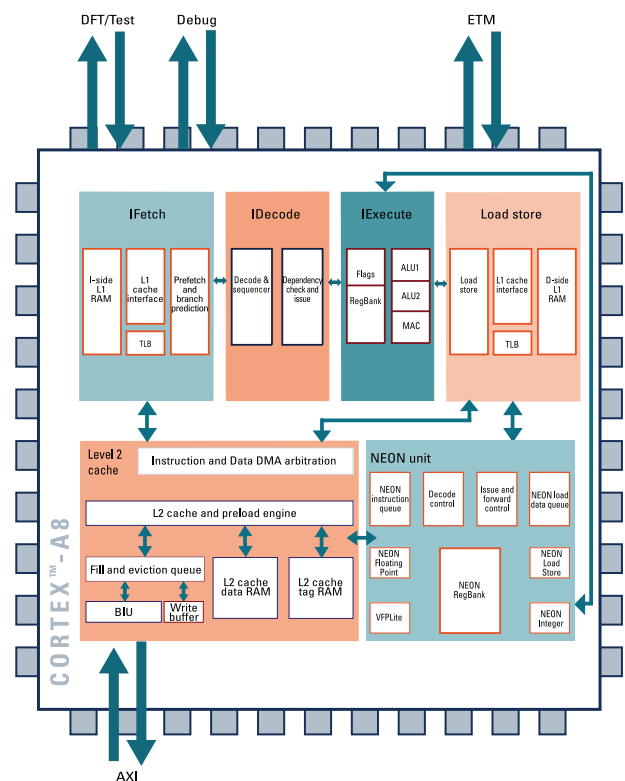 DFT/Test
Debug
ETM
IFetch
I-side
L1
RAM
L1
cache
interface
Prefetch
and
branch
prediction
TLB
IDecode
Decode &
sequencer
Dependency
check and
issue
IExecute
Flags
RegBank
ALU1
ALU2
MAC
Load store
Load
store
L1
cache
interface
TLB
D-side
L1
RAM
Level 2
cache
Instruction and Data DMA arbitration
L2 cache and preload engine
Fill and eviction queue
BIU
Write
buffer
L2 cache
data RAM
L2 cache
tag RAM
NEON unit
NEON
instruction
queue
Decode
control
Issue and
forward
control
NEON load
data queue
NEON
Floating
Point
NEON
RegBank
NEON
Load
Store
VFPLite
NEON
Integer
CORTEX™-A8
AXI